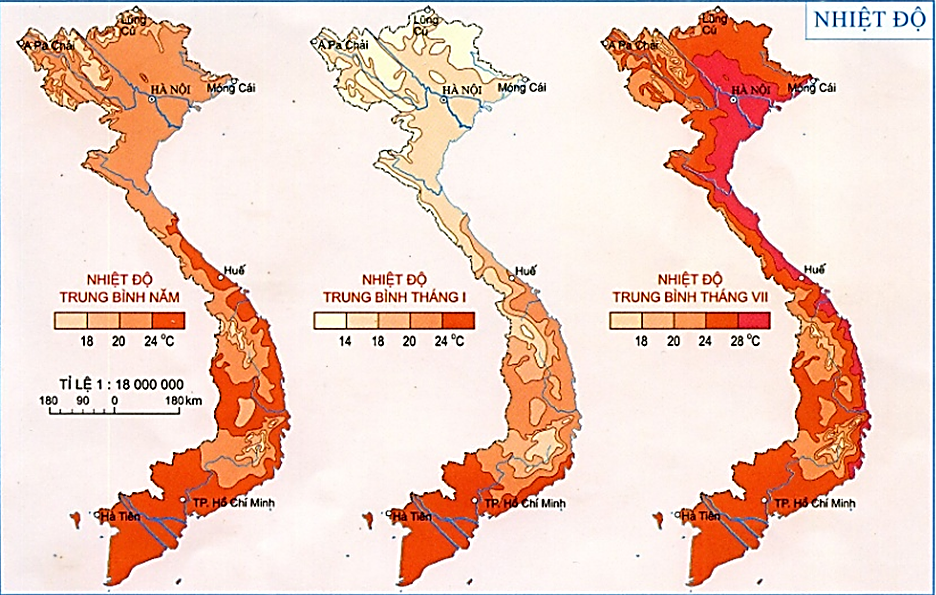 NHIỆT ĐỘ
Lũng
Cú
A Pa Chải
HÀ NỘI
Móng Cái
Huế
NHIỆT ĐỘ
TRUNG BÌNH NĂM
18 20 24 °C
TỈ LỆ 1 : 18 000 000
180 90 0 180 km
TP. Hồ Chí Minh
Hà Tiên
Lũng
Cú
A Pa Chải
HÀ NỘI
Móng Cái
Huế
NHIỆT ĐỘ
TRUNG BÌNH THÁNG I
14 18 20 24 °C
TP. Hồ Chí Minh
Hà Tiên
Lũng
Cú
A Pa Chải
HÀ NỘI
Móng Cái
Huế
NHIỆT ĐỘ
TRUNG BÌNH THÁNG VII
18 20 24 28 °C
TP. Hồ Chí Minh
Hà Tiên